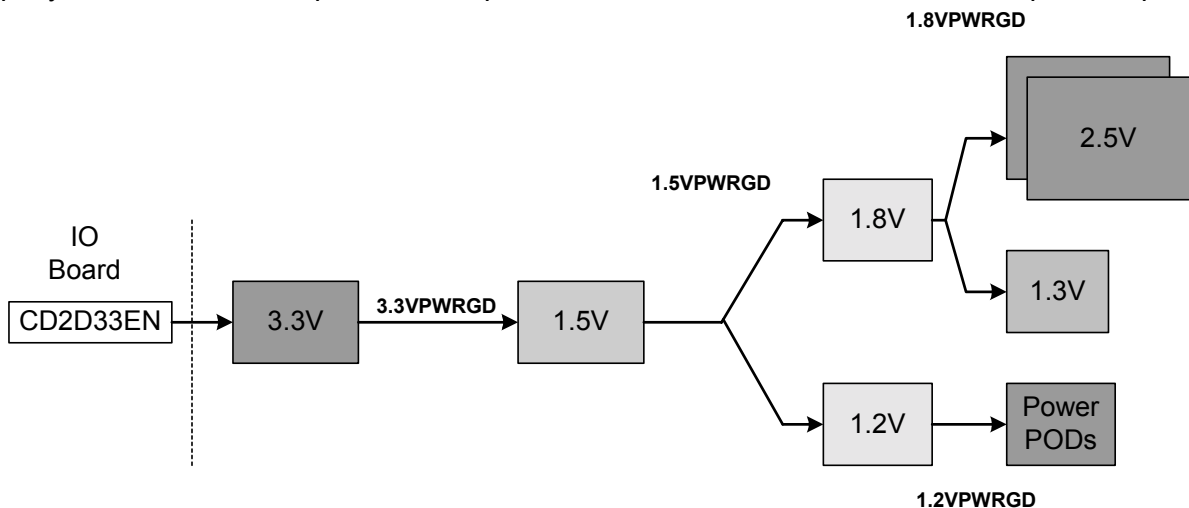 1.8VPWRGD
2.5V
1.5VPWRGD
1.8V
IO
Board
1.3V
CD2D33EN
3.3V
3.3VPWRGD
1.5V
1.2V
Power
PODs
1.2VPWRGD